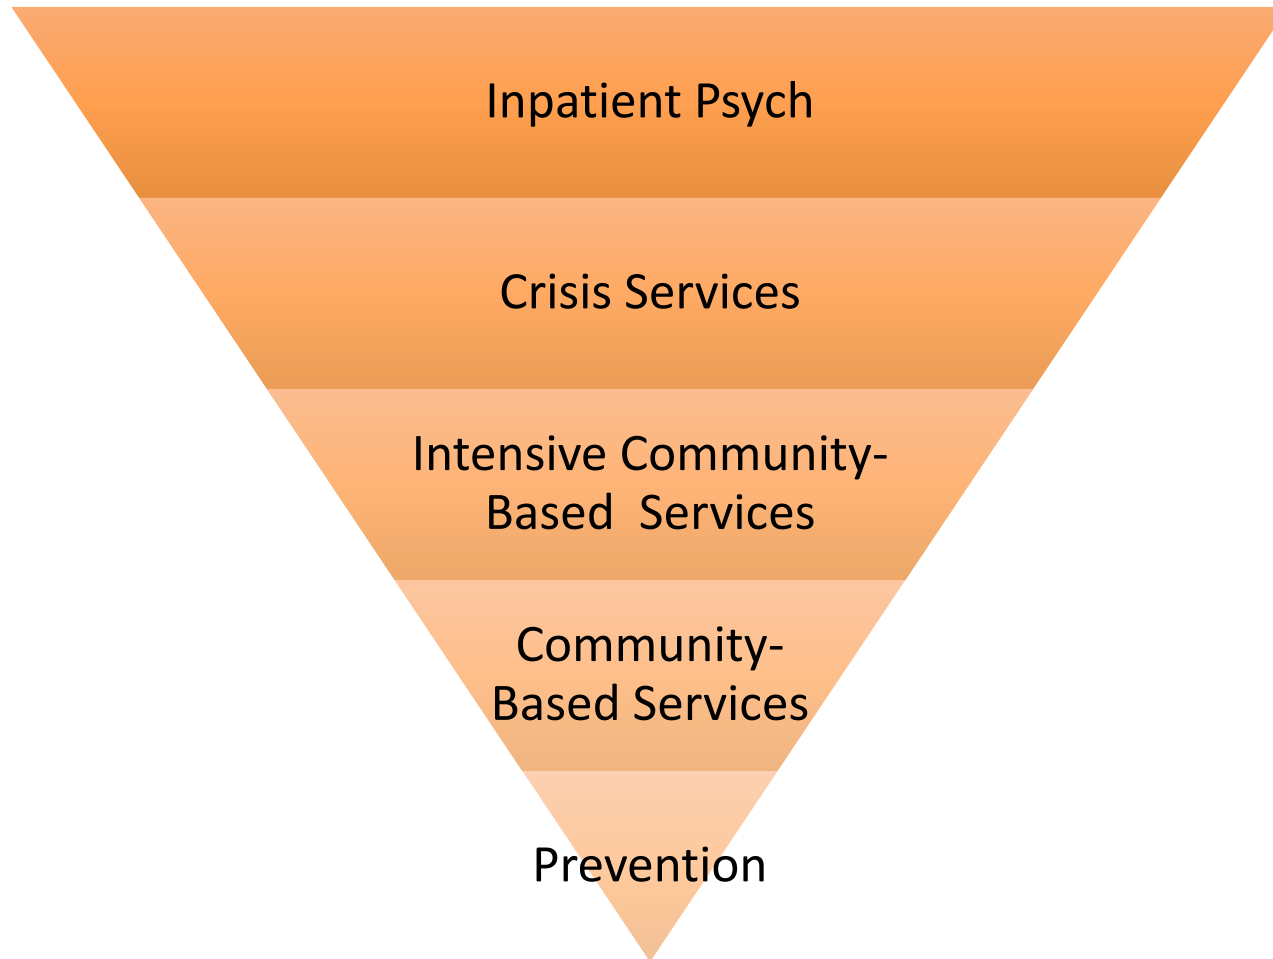 Inpatient Psych
Crisis Services
Intensive Community-
Based  Services
Community-
Based Services
Prevention